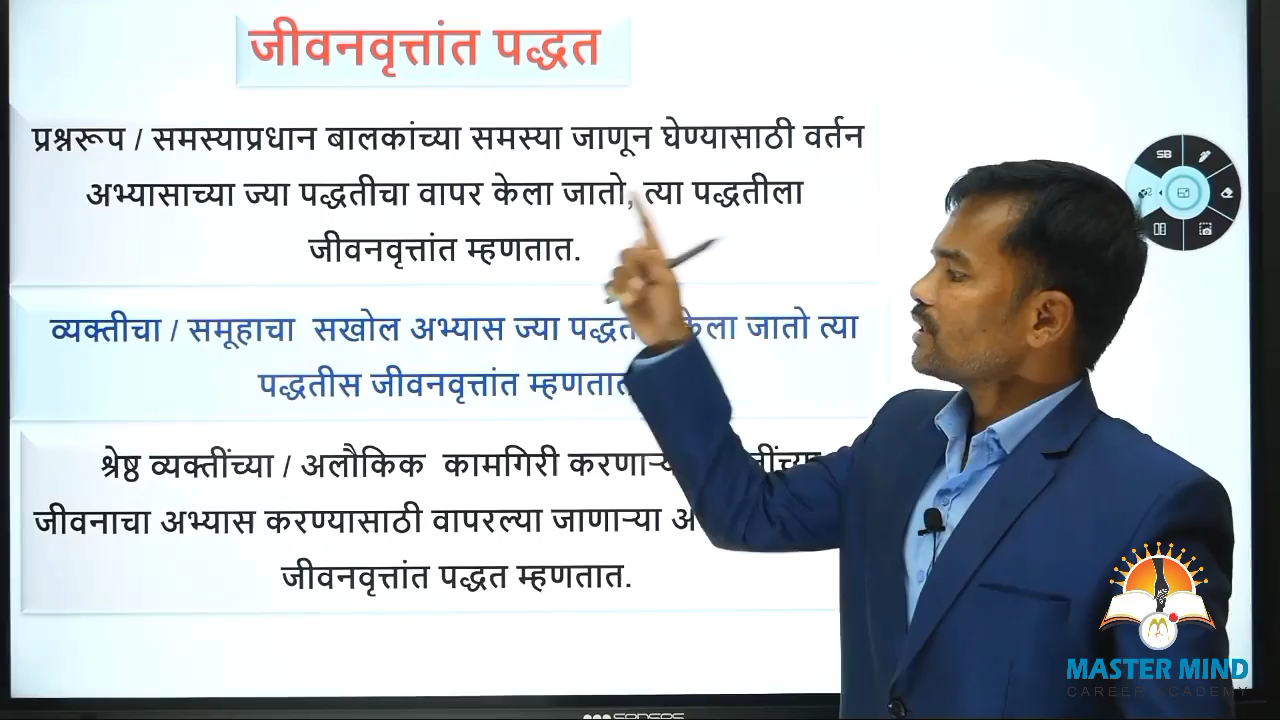 जीवनवृत्तांत पद्धत
प्रश्नरूप / समस्याप्रधान बालकांच्या समस्या जाणून घेण्यासाठी वर्तन
अभ्यासाच्या ज्या पद्धतीचा वापर केला जातो, त्या पद्धतीला
जीवनवृत्तांत म्हणतात.
व्यक्तीचा / समूहाचा सखोल अभ्यास ज्या केला जातो त्या
पद्धतीस जीवनवृत्तांत म्हणतात
श्रेष्ठ व्यक्तींच्या / अलौकिक कामगिरी करणाऱ्या
जीवनाचा अभ्यास करण्यासाठी वापरल्या जाणाऱ्या
जीवनवृत्तांत पद्धत म्हणतात.
SB
MASTER MIND
CAREER ACADEMY